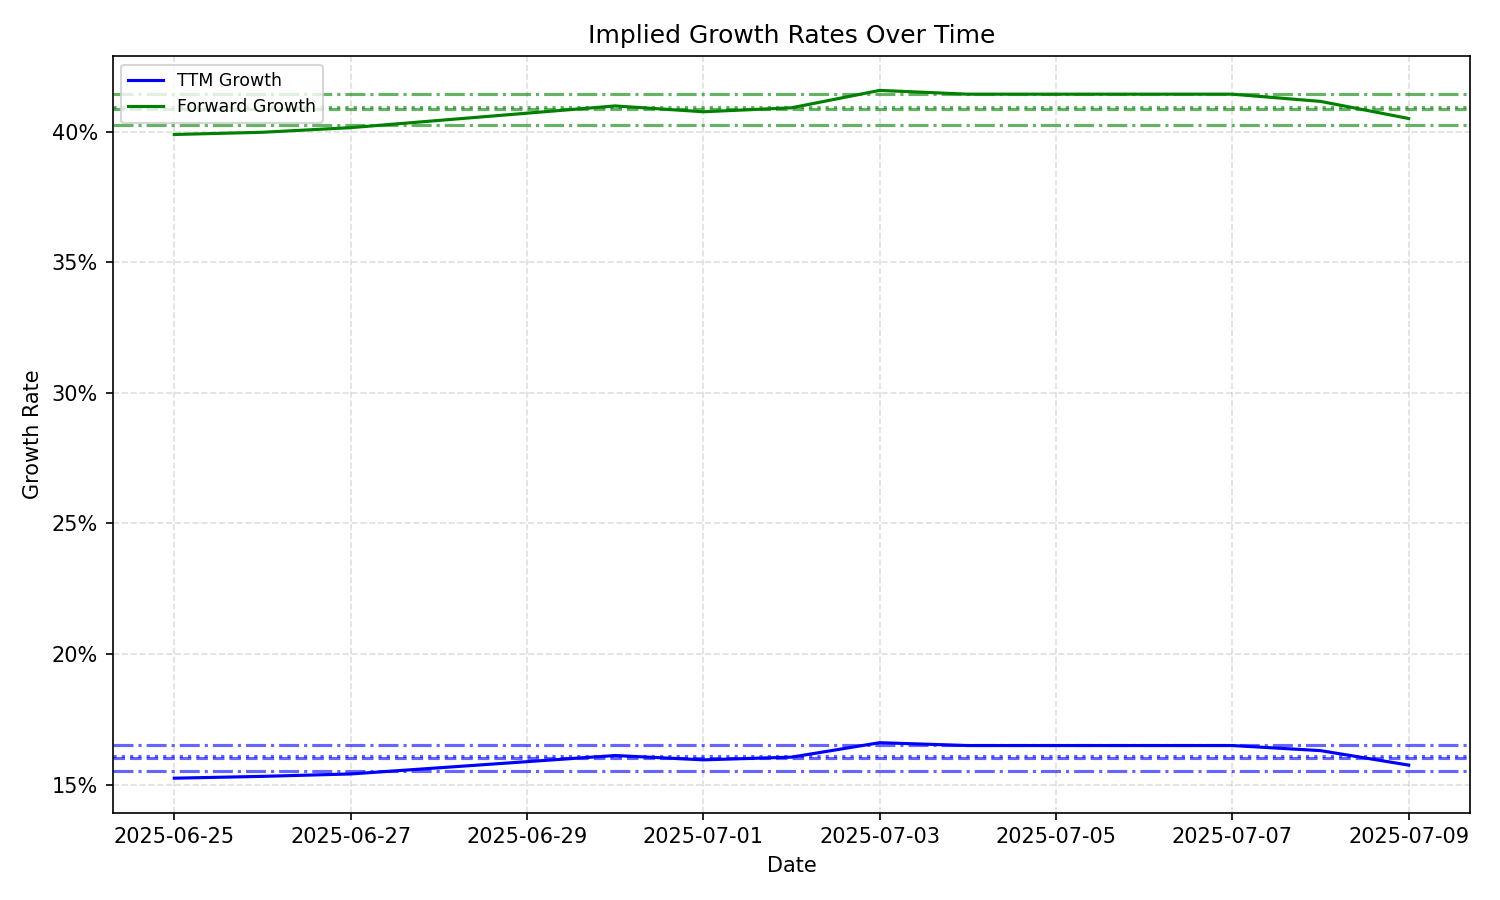 Implied Growth Rates Over Time
TTM Growth
Forward Growth
40%
35%
30%
25%
20%
15%
Growth Rate
2025-06-25 2025-06-27 2025-06-29 2025-07-01 2025-07-03 2025-07-05 2025-07-07 2025-07-09
Date